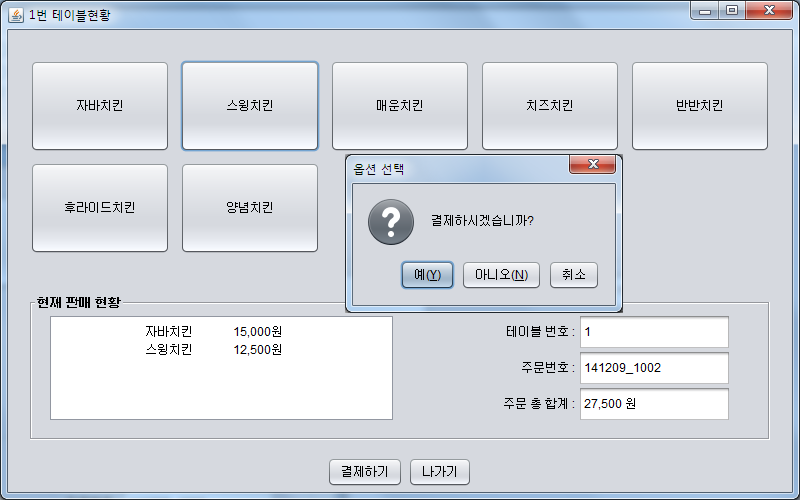 1번 테이블현황
자바치킨
스윙치킨
매운치킨
치즈치킨
반반치킨
후라이드치킨
양념치킨
옵션 선택
결제하시겠습니까?
예(Y)
아니오(N)
취소
현재 판매 현황
자바치킨 15,000원
스윙치킨 12,500원
테이블 번호 : 1
주문번호 : 141209_1002
주문 총 합계 : 27,500 원
결제하기
나가기